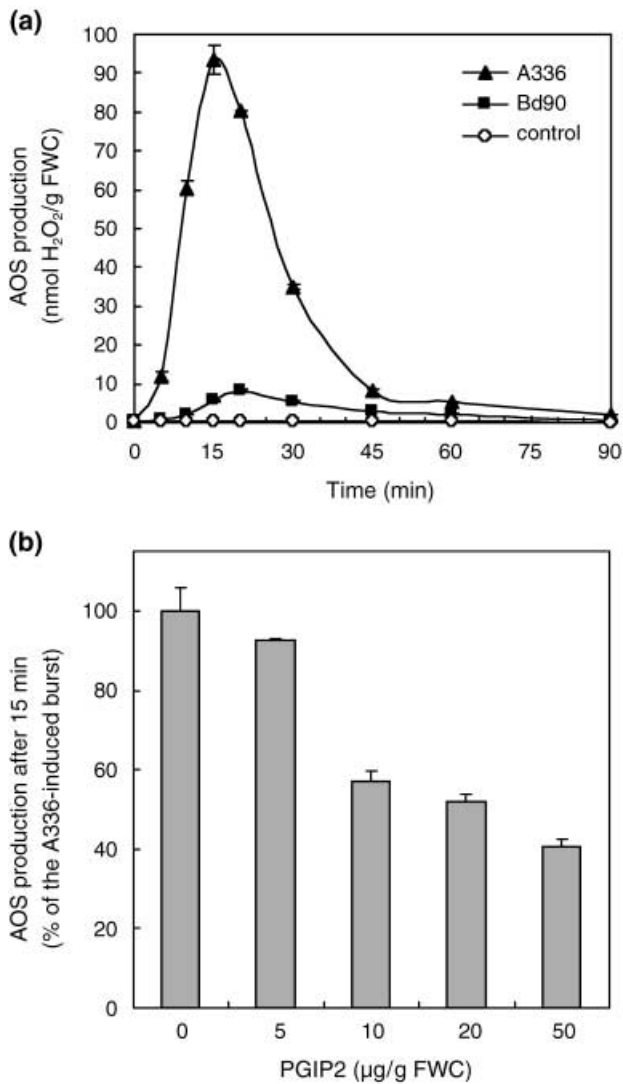 (a)
100
90
80
70
60
50
40
30
20
10
0
AOS production
(nmol H₂O₂/g FWC)
A336
Bd90
control
0 15 30 45 60 90
Time (min)
(b)
100
80
60
40
20
0
AOS production after 15 min
(% of the A336-induced burst)
0 5 10 20 50
PGIP2 (µg/g FWC)